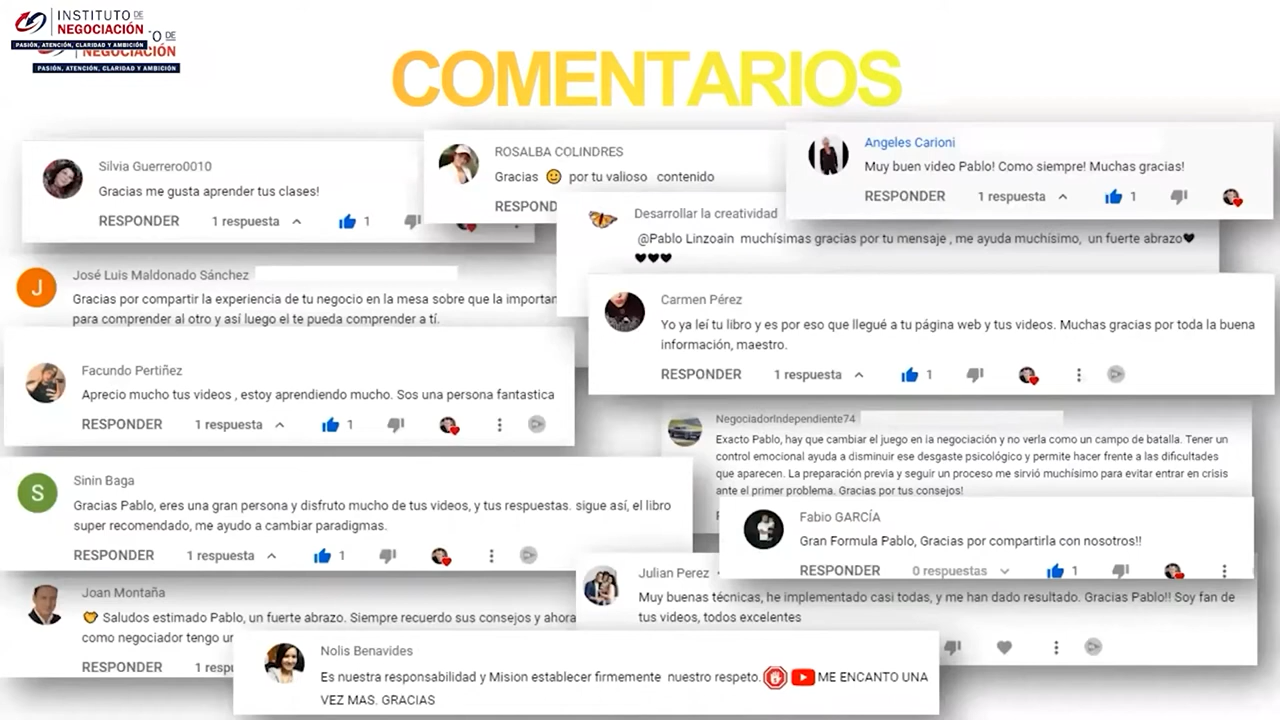 INSTITUTO DE
NEGOCIACIÓN
PASIÓN, ATENCIÓN, CLARIDAD Y AMBICIÓN
O DE
NEGOCIACIÓN
PASIÓN, ATENCIÓN, CLARIDAD Y AMBICIÓN
COMENTARIOS
Silvia Guerrero0010
Gracias me gusta aprender tus clases!
RESPONDER 1 respuesta 1
ROSALBA COLINDRES
Gracias 🙂 por tu valioso contenido
RESPOND
Angeles Carioni
Muy buen video Pablo! Como siempre! Muchas gracias!
RESPONDER 1 respuesta 1
Desarrollar la creatividad
@Pablo Linzoain muchísimas gracias por tu mensaje , me ayuda muchísimo, un fuerte abrazo🖤
🖤🖤🖤
J
José Luis Maldonado Sánchez
Gracias por compartir la experiencia de tu negocio en la mesa sobre que la importan
para comprender al otro y así luego el te pueda comprender a tí.
Carmen Pérez
Yo ya leí tu libro y es por eso que llegué a tu página web y tus videos. Muchas gracias por toda la buena
información, maestro.
RESPONDER 1 respuesta 1
Facundo Pertiñez
Aprecio mucho tus videos , estoy aprendiendo mucho. Sos una persona fantastica
RESPONDER 1 respuesta 1
NegociadorIndependiente74
Exacto Pablo, hay que cambiar el juego en la negociación y no verla como un campo de batalla. Tener un
control emocional ayuda a disminuir ese desgaste psicológico y permite hacer frente a las dificultades
que aparecen. La preparación previa y seguir un proceso me sirvió muchísimo para evitar entrar en crisis
ante el primer problema. Gracias por tus consejos!
S
Sinin Baga
Gracias Pablo, eres una gran persona y disfruto mucho de tus videos, y tus respuestas. sigue así, el libro
super recomendado, me ayudo a cambiar paradigmas.
RESPONDER 1 respuesta 1
Fabio GARCÍA
Gran Formula Pablo, Gracias por compartirla con nosotros!!
RESPONDER 0 respuestas 1
Julian Perez
Muy buenas técnicas, he implementado casi todas, y me han dado resultado. Gracias Pablo!! Soy fan de
tus videos, todos excelentes
Joan Montaña
Saludos estimado Pablo, un fuerte abrazo. Siempre recuerdo sus consejos y ahora
como negociador tengo
RESPONDER 1 resp
Nolis Benavides
Es nuestra responsabilidad y Mision establecer firmemente nuestro respeto. ME ENCANTO UNA
VEZ MAS. GRACIAS